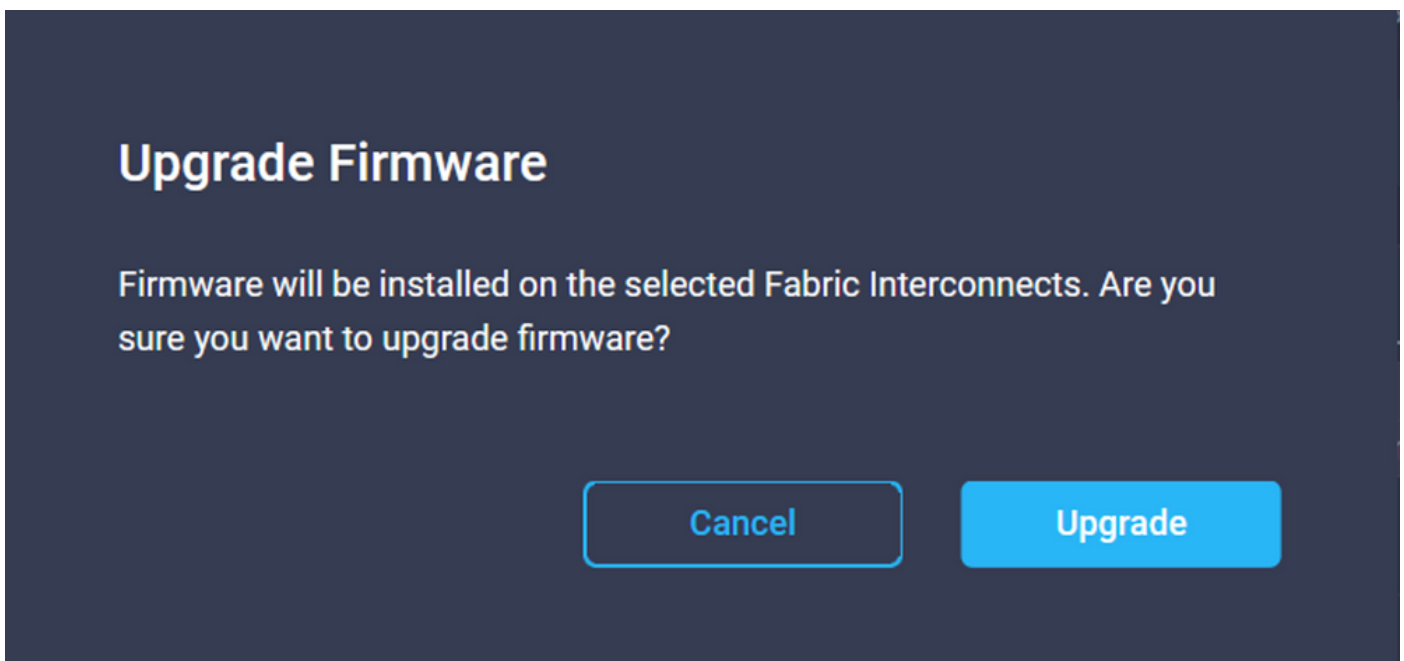 Upgrade Firmware
Firmware will be installed on the selected Fabric Interconnects. Are you
sure you want to upgrade firmware?
Cancel
Upgrade